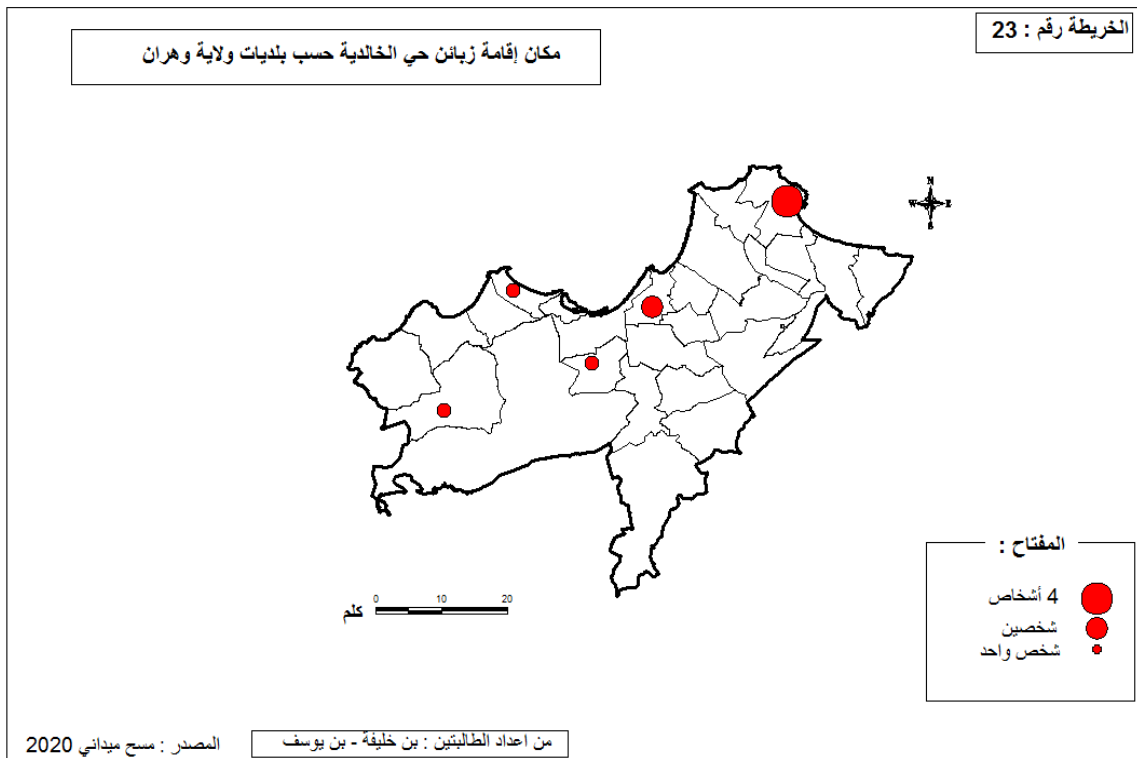 الخريطة رقم : 23
مكان إقامة زبائن حي الخالدية حسب بلديات ولاية وهران
N
W E
S
المفتاح :
4 أشخاص
شخصين
شخص واحد
0 10 20
كلم
من اعداد الطالبتين : بن خليفة - بن يوسف
المصدر : مسح ميداني 2020